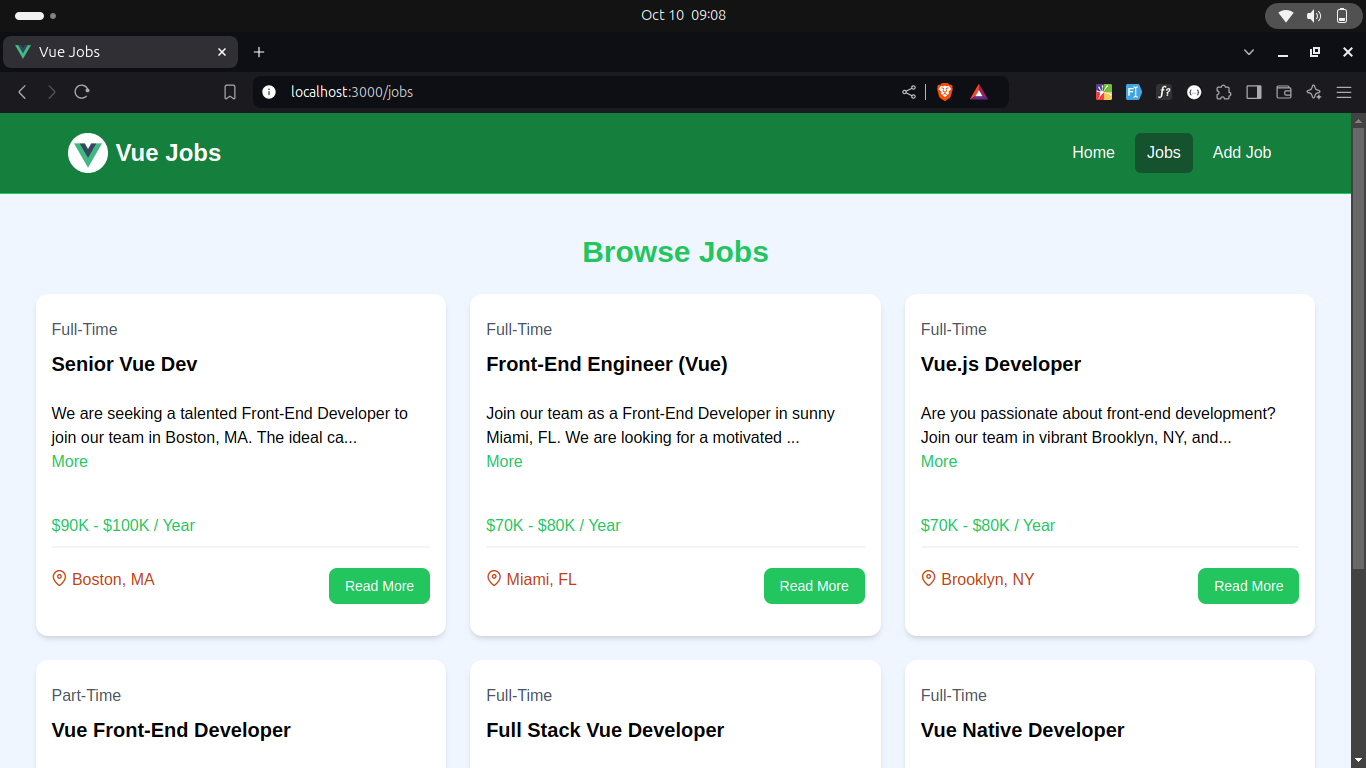 Oct 10 09:08
Vue Jobs
localhost:3000/jobs
Vue Jobs
Home
Jobs
Add Job
Browse Jobs
Full-Time
Senior Vue Dev
We are seeking a talented Front-End Developer to
join our team in Boston, MA. The ideal ca...
More
$90K - $100K / Year
Boston, MA
Read More
Full-Time
Front-End Engineer (Vue)
Join our team as a Front-End Developer in sunny
Miami, FL. We are looking for a motivated ...
More
$70K - $80K / Year
Miami, FL
Read More
Full-Time
Vue.js Developer
Are you passionate about front-end development?
Join our team in vibrant Brooklyn, NY, and...
More
$70K - $80K / Year
Brooklyn, NY
Read More
Part-Time
Vue Front-End Developer
Full-Time
Full Stack Vue Developer
Full-Time
Vue Native Developer